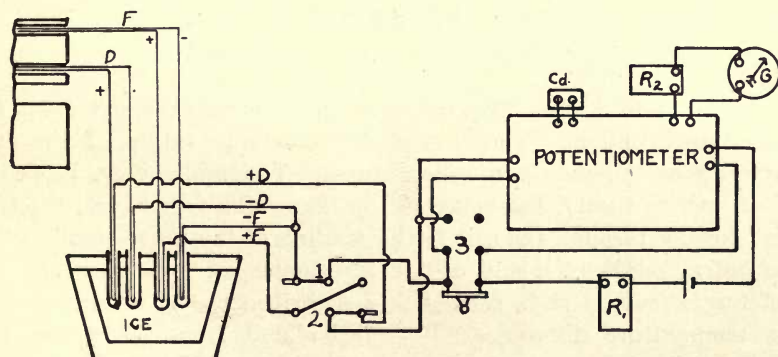 F
+ -
D
+
Cd.
R2
G
POTENTIOMETER
+D
-D
-F
+F
1
2
3
ICE
R1